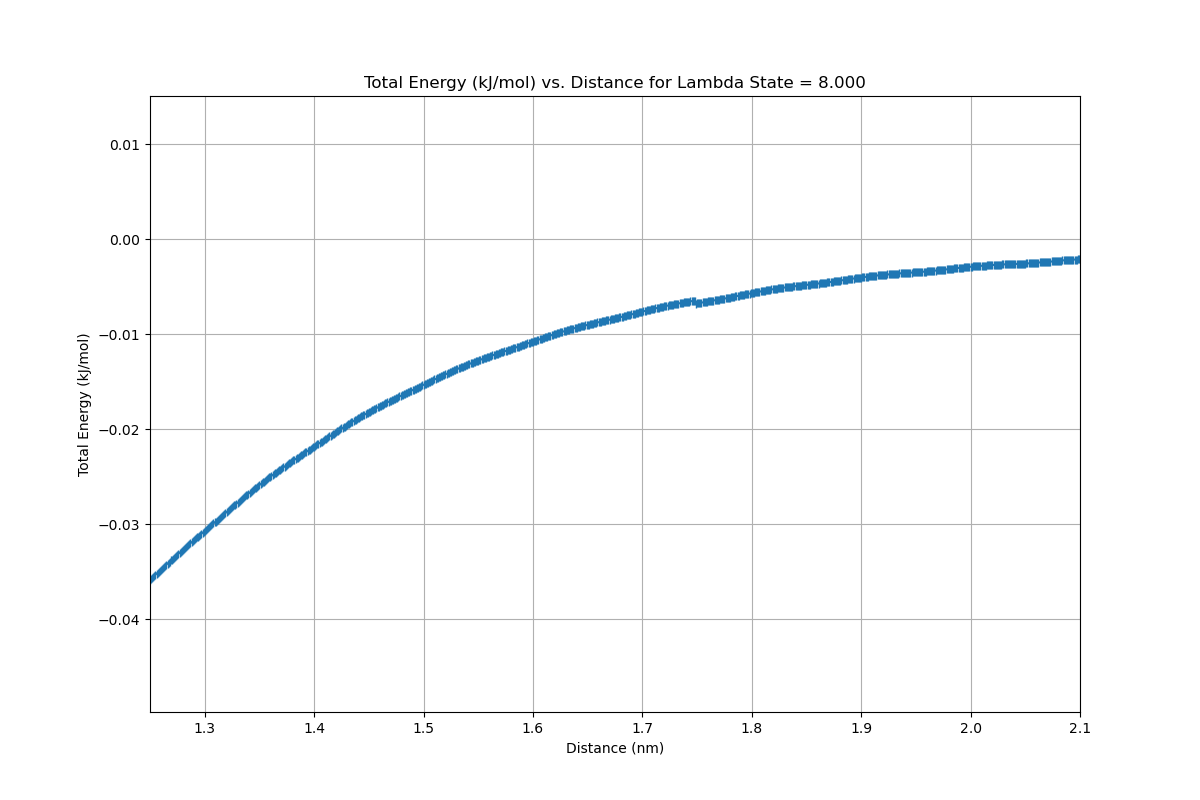 Total Energy (kJ/mol) vs. Distance for Lambda State = 8.000
0.01
0.00
−0.01
−0.02
−0.03
−0.04
Total Energy (kJ/mol)
1.3 1.4 1.5 1.6 1.7 1.8 1.9 2.0 2.1
Distance (nm)